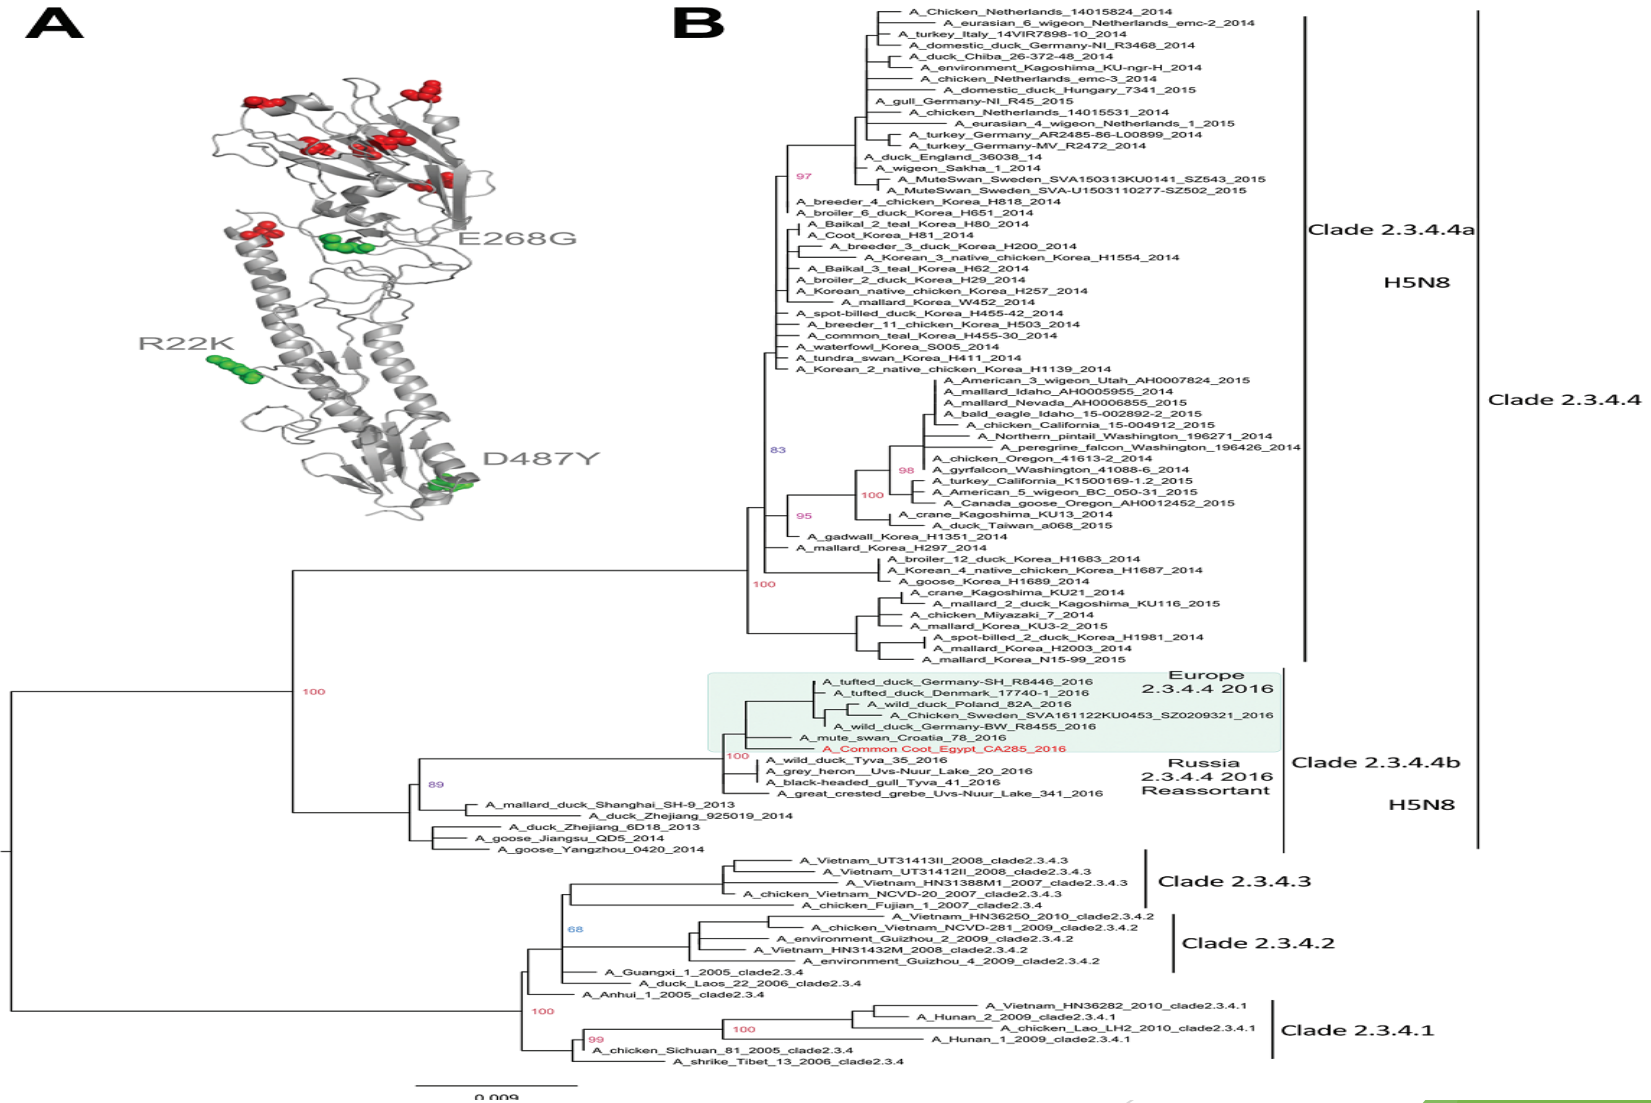 A
B
E268G
R22K
D487Y
A_Chicken_Netherlands_14015824_2014
A_eurasian_6_wigeon_Netherlands_emc-2_2014
A_turkey_Italy_14VIR7898-10_2014
A_domestic_duck_Germany-NI_R3468_2014
A_duck_Chiba_26-372-48_2014
A_environment_Kagoshima_KU-ngr-H_2014
A_chicken_Netherlands_emc-3_2014
A_domestic_duck_Hungary_7341_2015
A_gull_Germany-NI_R45_2015
A_chicken_Netherlands_14015531_2014
A_eurasian_4_wigeon_Netherlands_1_2015
A_turkey_Germany_AR2485-86-L00899_2014
A_turkey_Germany-MV_R2472_2014
A_duck_England_36038_14
A_wigeon_Sakha_1_2014
97
A_MuteSwan_Sweden_SVA150313KU0141_SZ543_2015
A_MuteSwan_Sweden_SVA-U1503110277-SZ502_2015
A_breeder_4_chicken_Korea_H818_2014
A_broiler_6_duck_Korea_H651_2014
A_Baikal_2_teal_Korea_H80_2014
Clade 2.3.4.4a
A_Coot_Korea_H81_2014
A_breeder_3_duck_Korea_H200_2014
A_Korean_3_native_chicken_Korea_H1554_2014
A_Baikal_3_teal_Korea_H62_2014
A_broiler_2_duck_Korea_H29_2014
H5N8
A_Korean_native_chicken_Korea_H257_2014
A_mallard_Korea_W452_2014
A_spot-billed_duck_Korea_H455-42_2014
A_breeder_11_chicken_Korea_H503_2014
A_common_teal_Korea_H455-30_2014
A_waterfowl_Korea_S005_2014
A_tundra_swan_Korea_H411_2014
A_Korean_2_native_chicken_Korea_H1139_2014
A_American_3_wigeon_Utah_AH0007824_2015
A_mallard_Idaho_AH0005955_2014
Clade 2.3.4.4
A_mallard_Nevada_AH0006855_2015
A_bald_eagle_Idaho_15-002892-2_2015
A_chicken_California_15-004912_2015
A_Northern_pintail_Washington_196271_2014
A_peregrine_falcon_Washington_196426_2014
83
A_chicken_Oregon_41613-2_2014
98
A_gyrfalcon_Washington_41088-6_2014
A_turkey_California_K1500169-1.2_2015
A_American_5_wigeon_BC_050-31_2015
100
A_Canada_goose_Oregon_AH0012452_2015
95
A_crane_Kagoshima_KU13_2014
A_duck_Taiwan_a068_2015
A_gadwall_Korea_H1351_2014
A_mallard_Korea_H297_2014
A_broiler_12_duck_Korea_H1683_2014
A_Korean_4_native_chicken_Korea_H1687_2014
A_goose_Korea_H1689_2014
100
A_crane_Kagoshima_KU21_2014
A_mallard_2_duck_Kagoshima_KU116_2015
A_chicken_Miyazaki_7_2014
A_mallard_Korea_KU3-2_2015
A_spot-billed_2_duck_Korea_H1981_2014
A_mallard_Korea_H2003_2014
A_mallard_Korea_N15-99_2015
Europe
2.3.4.4 2016
A_tufted_duck_Germany-SH_R8446_2016
100
A_tufted_duck_Denmark_17740-1_2016
A_wild_duck_Poland_82A_2016
A_Chicken_Sweden_SVA161122KU0453_SZ0209321_2016
A_wild_duck_Germany-BW_R8455_2016
A_mute_swan_Croatia_78_2016
A_Common Coot_Egypt_CA285_2016
100
A_wild_duck_Tyva_35_2016
Russia
2.3.4.4 2016
Reassortant
Clade 2.3.4.4b
A_grey_heron__Uvs-Nuur_Lake_20_2016
A_black-headed_gull_Tyva_41_2016
89
A_great_crested_grebe_Uvs-Nuur_Lake_341_2016
H5N8
A_mallard_duck_Shanghai_SH-9_2013
A_duck_Zhejiang_925019_2014
A_duck_Zhejiang_6D18_2013
A_goose_Jiangsu_QD5_2014
A_goose_Yangzhou_0420_2014
A_Vietnam_UT31413II_2008_clade2.3.4.3
A_Vietnam_UT31412II_2008_clade2.3.4.3
A_Vietnam_HN31388M1_2007_clade2.3.4.3
Clade 2.3.4.3
A_chicken_Vietnam_NCVD-20_2007_clade2.3.4.3
A_chicken_Fujian_1_2007_clade2.3.4
A_Vietnam_HN36250_2010_clade2.3.4.2
68
A_chicken_Vietnam_NCVD-281_2009_clade2.3.4.2
A_environment_Guizhou_2_2009_clade2.3.4.2
Clade 2.3.4.2
A_Vietnam_HN31432M_2008_clade2.3.4.2
A_environment_Guizhou_4_2009_clade2.3.4.2
A_Guangxi_1_2005_clade2.3.4
A_duck_Laos_22_2006_clade2.3.4
A_Anhui_1_2005_clade2.3.4
100
A_Vietnam_HN36282_2010_clade2.3.4.1
A_Hunan_2_2009_clade2.3.4.1
100
A_chicken_Lao_LH2_2010_clade2.3.4.1
Clade 2.3.4.1
99
A_Hunan_1_2009_clade2.3.4.1
A_chicken_Sichuan_81_2005_clade2.3.4
A_shrike_Tibet_13_2006_clade2.3.4
0.009